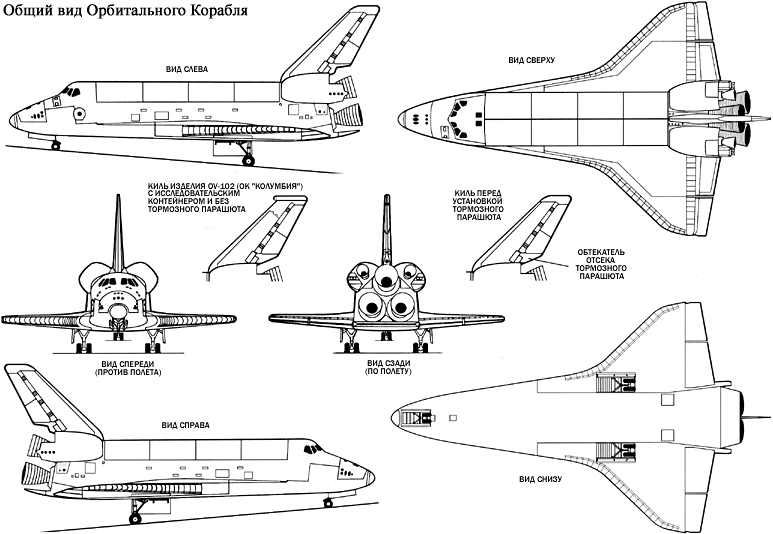 Общий вид Орбитального Корабля
ВИД СЛЕВА
ВИД СВЕРХУ
КИЛЬ ИЗДЕЛИЯ OV-102 (ОК "КОЛУМБИЯ")
С ИССЛЕДОВАТЕЛЬСКИМ
КОНТЕЙНЕРОМ И БЕЗ
ТОРМОЗНОГО ПАРАШЮТА
КИЛЬ ПЕРЕД
УСТАНОВКОЙ
ТОРМОЗНОГО
ПАРАШЮТА
ОБТЕКАТЕЛЬ
ОТСЕКА
ТОРМОЗНОГО
ПАРАШЮТА
ВИД СПЕРЕДИ
(ПРОТИВ ПОЛЕТА)
ВИД СЗАДИ
(ПО ПОЛЕТУ)
ВИД СПРАВА
ВИД СНИЗУ